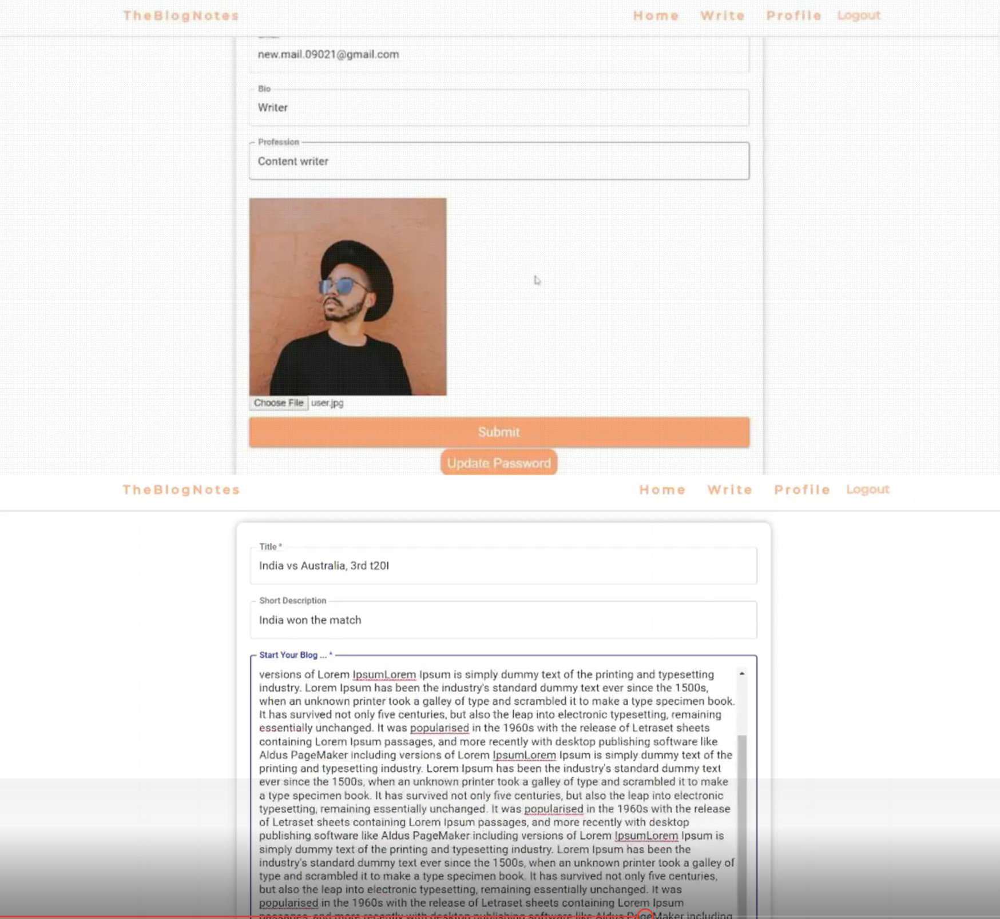 TheBlogNotes
Home Write Profile Logout
new.mail.09021@gmail.com
Bio
Writer
Profession
Content writer
Choose File user.jpg
Submit
Update Password
TheBlogNotes
Home Write Profile Logout
Title *
India vs Australia, 3rd t20I
Short Description
India won the match
Start Your Blog ... *
versions of Lorem IpsumLorem Ipsum is simply dummy text of the printing and typesetting
industry. Lorem Ipsum has been the industry's standard dummy text ever since the 1500s,
when an unknown printer took a galley of type and scrambled it to make a type specimen book.
It has survived not only five centuries, but also the leap into electronic typesetting, remaining
essentially unchanged. It was popularised in the 1960s with the release of Letraset sheets
containing Lorem Ipsum passages, and more recently with desktop publishing software like
Aldus PageMaker including versions of Lorem IpsumLorem Ipsum is simply dummy text of the
printing and typesetting industry. Lorem Ipsum has been the industry's standard dummy text
ever since the 1500s, when an unknown printer took a galley of type and scrambled it to make
a type specimen book. It has survived not only five centuries, but also the leap into electronic
typesetting, remaining essentially unchanged. It was popularised in the 1960s with the release
of Letraset sheets containing Lorem Ipsum passages, and more recently with desktop
publishing software like Aldus PageMaker including versions of Lorem IpsumLorem Ipsum is
simply dummy text of the printing and typesetting industry. Lorem Ipsum has been the
industry's standard dummy text ever since the 1500s, when an unknown printer took a galley of
type and scrambled it to make a type specimen book. It has survived not only five centuries,
but also the leap into electronic typesetting, remaining essentially unchanged. It was
popularised in the 1960s with the release of Letraset sheets containing Lorem Ipsum
passages, and more recently with desktop publishing software like Aldus PageMaker including